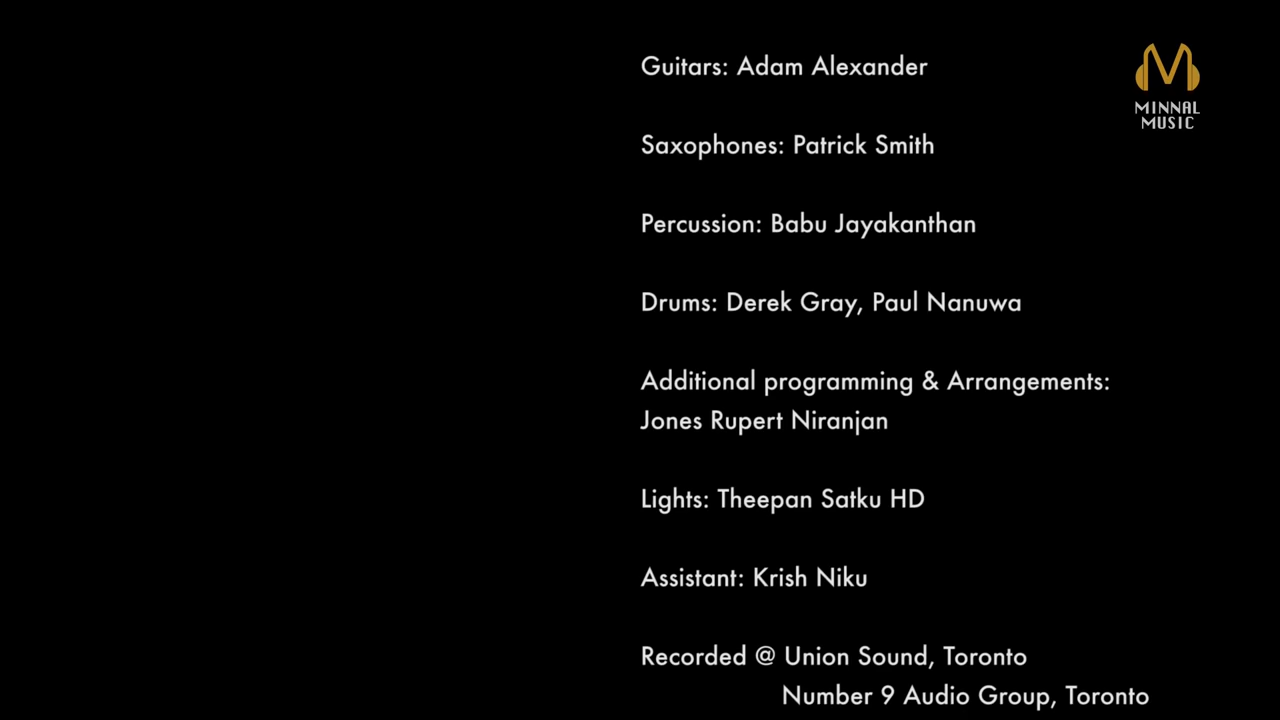 Guitars: Adam Alexander
MINNAL
MUSIC
Saxophones: Patrick Smith
Percussion: Babu Jayakanthan
Drums: Derek Gray, Paul Nanuwa
Additional programming & Arrangements:
Jones Rupert Niranjan
Lights: Theepan Satku HD
Assistant: Krish Niku
Recorded @ Union Sound, Toronto
Number 9 Audio Group, Toronto